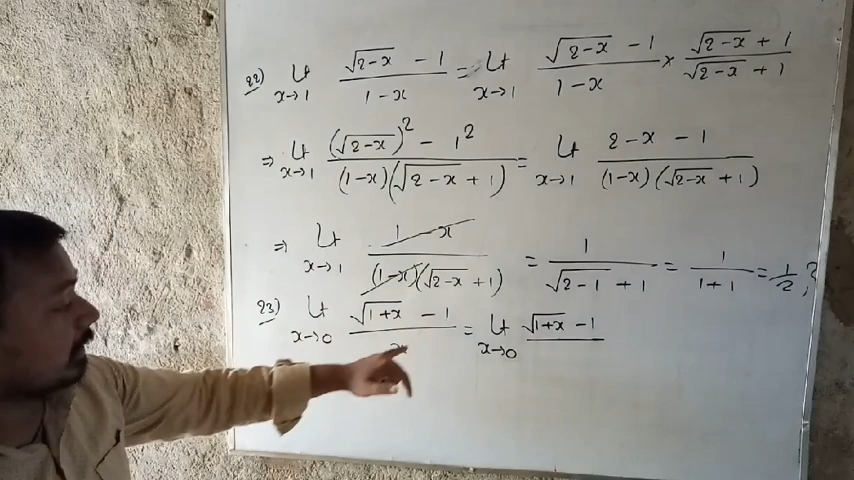 22) Lt x→1 (√(2-x) - 1)/(1-x) = Lt x→1 (√(2-x) - 1)/(1-x) × (√(2-x) + 1)/(√(2-x) + 1)
⇒ Lt x→1 ((√(2-x))² - 1²)/((1-x)(√(2-x) + 1)) = Lt x→1 (2-x-1)/((1-x)(√(2-x) + 1))
⇒ Lt x→1 (1-x)/((1-x)(√(2-x) + 1)) = 1/(√(2-1) + 1) = 1/(1+1) = 1/2
23) Lt x→0 (√(1+x) - 1)/x = Lt x→0 √(1+x) - 1